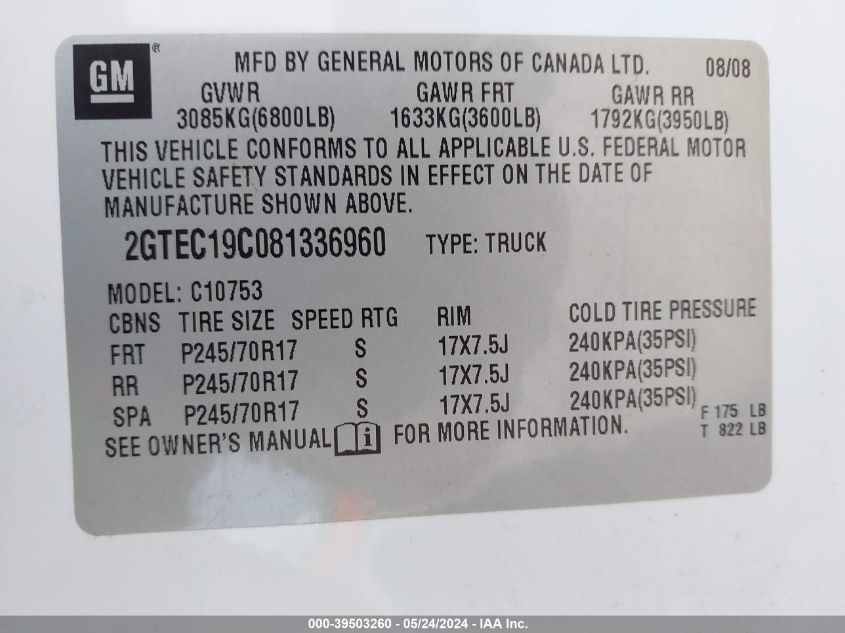 GM ® MFD BY GENERAL MOTORS OF CANADA LTD. 08/08
GVWR GAWR FRT GAWR RR
3085KG(6800LB) 1633KG(3600LB) 1792KG(3950LB)
THIS VEHICLE CONFORMS TO ALL APPLICABLE U.S. FEDERAL MOTOR
VEHICLE SAFETY STANDARDS IN EFFECT ON THE DATE OF
MANUFACTURE SHOWN ABOVE.
2GTEC19C081336960 TYPE: TRUCK
MODEL: C10753
CBNS TIRE SIZE SPEED RTG RIM COLD TIRE PRESSURE
FRT P245/70R17 S 17X7.5J 240KPA(35PSI)
RR P245/70R17 S 17X7.5J 240KPA(35PSI)
SPA P245/70R17 S 17X7.5J 240KPA(35PSI) F 175 LB
SEE OWNER'S MANUAL i FOR MORE INFORMATION. T 822 LB
000-39503260 - 05/24/2024 - IAA Inc.